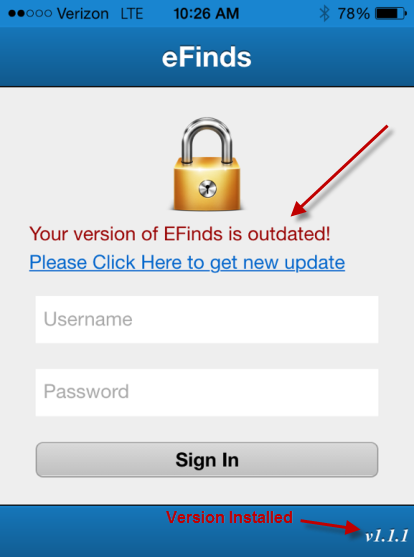 Verizon LTE 10:26 AM 78%
eFinds
Your version of EFinds is outdated!
Please Click Here to get new update
Username
Password
Sign In
Version Installed
v1.1.1